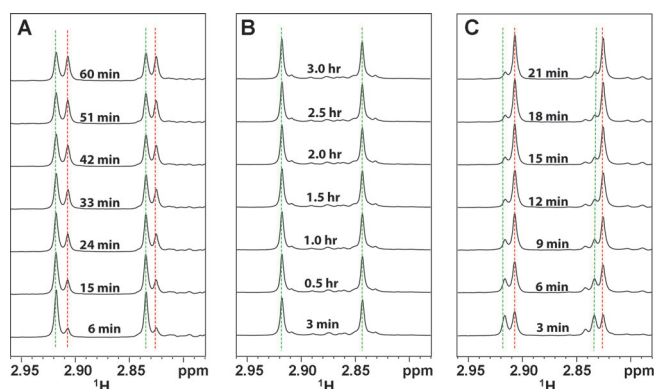 A
60 min
51 min
42 min
33 min
24 min
15 min
6 min
2.95 2.90 2.85 ppm
¹H
B
3.0 hr
2.5 hr
2.0 hr
1.5 hr
1.0 hr
0.5 hr
3 min
2.95 2.90 2.85 ppm
¹H
C
21 min
18 min
15 min
12 min
9 min
6 min
3 min
2.95 2.90 2.85 ppm
¹H